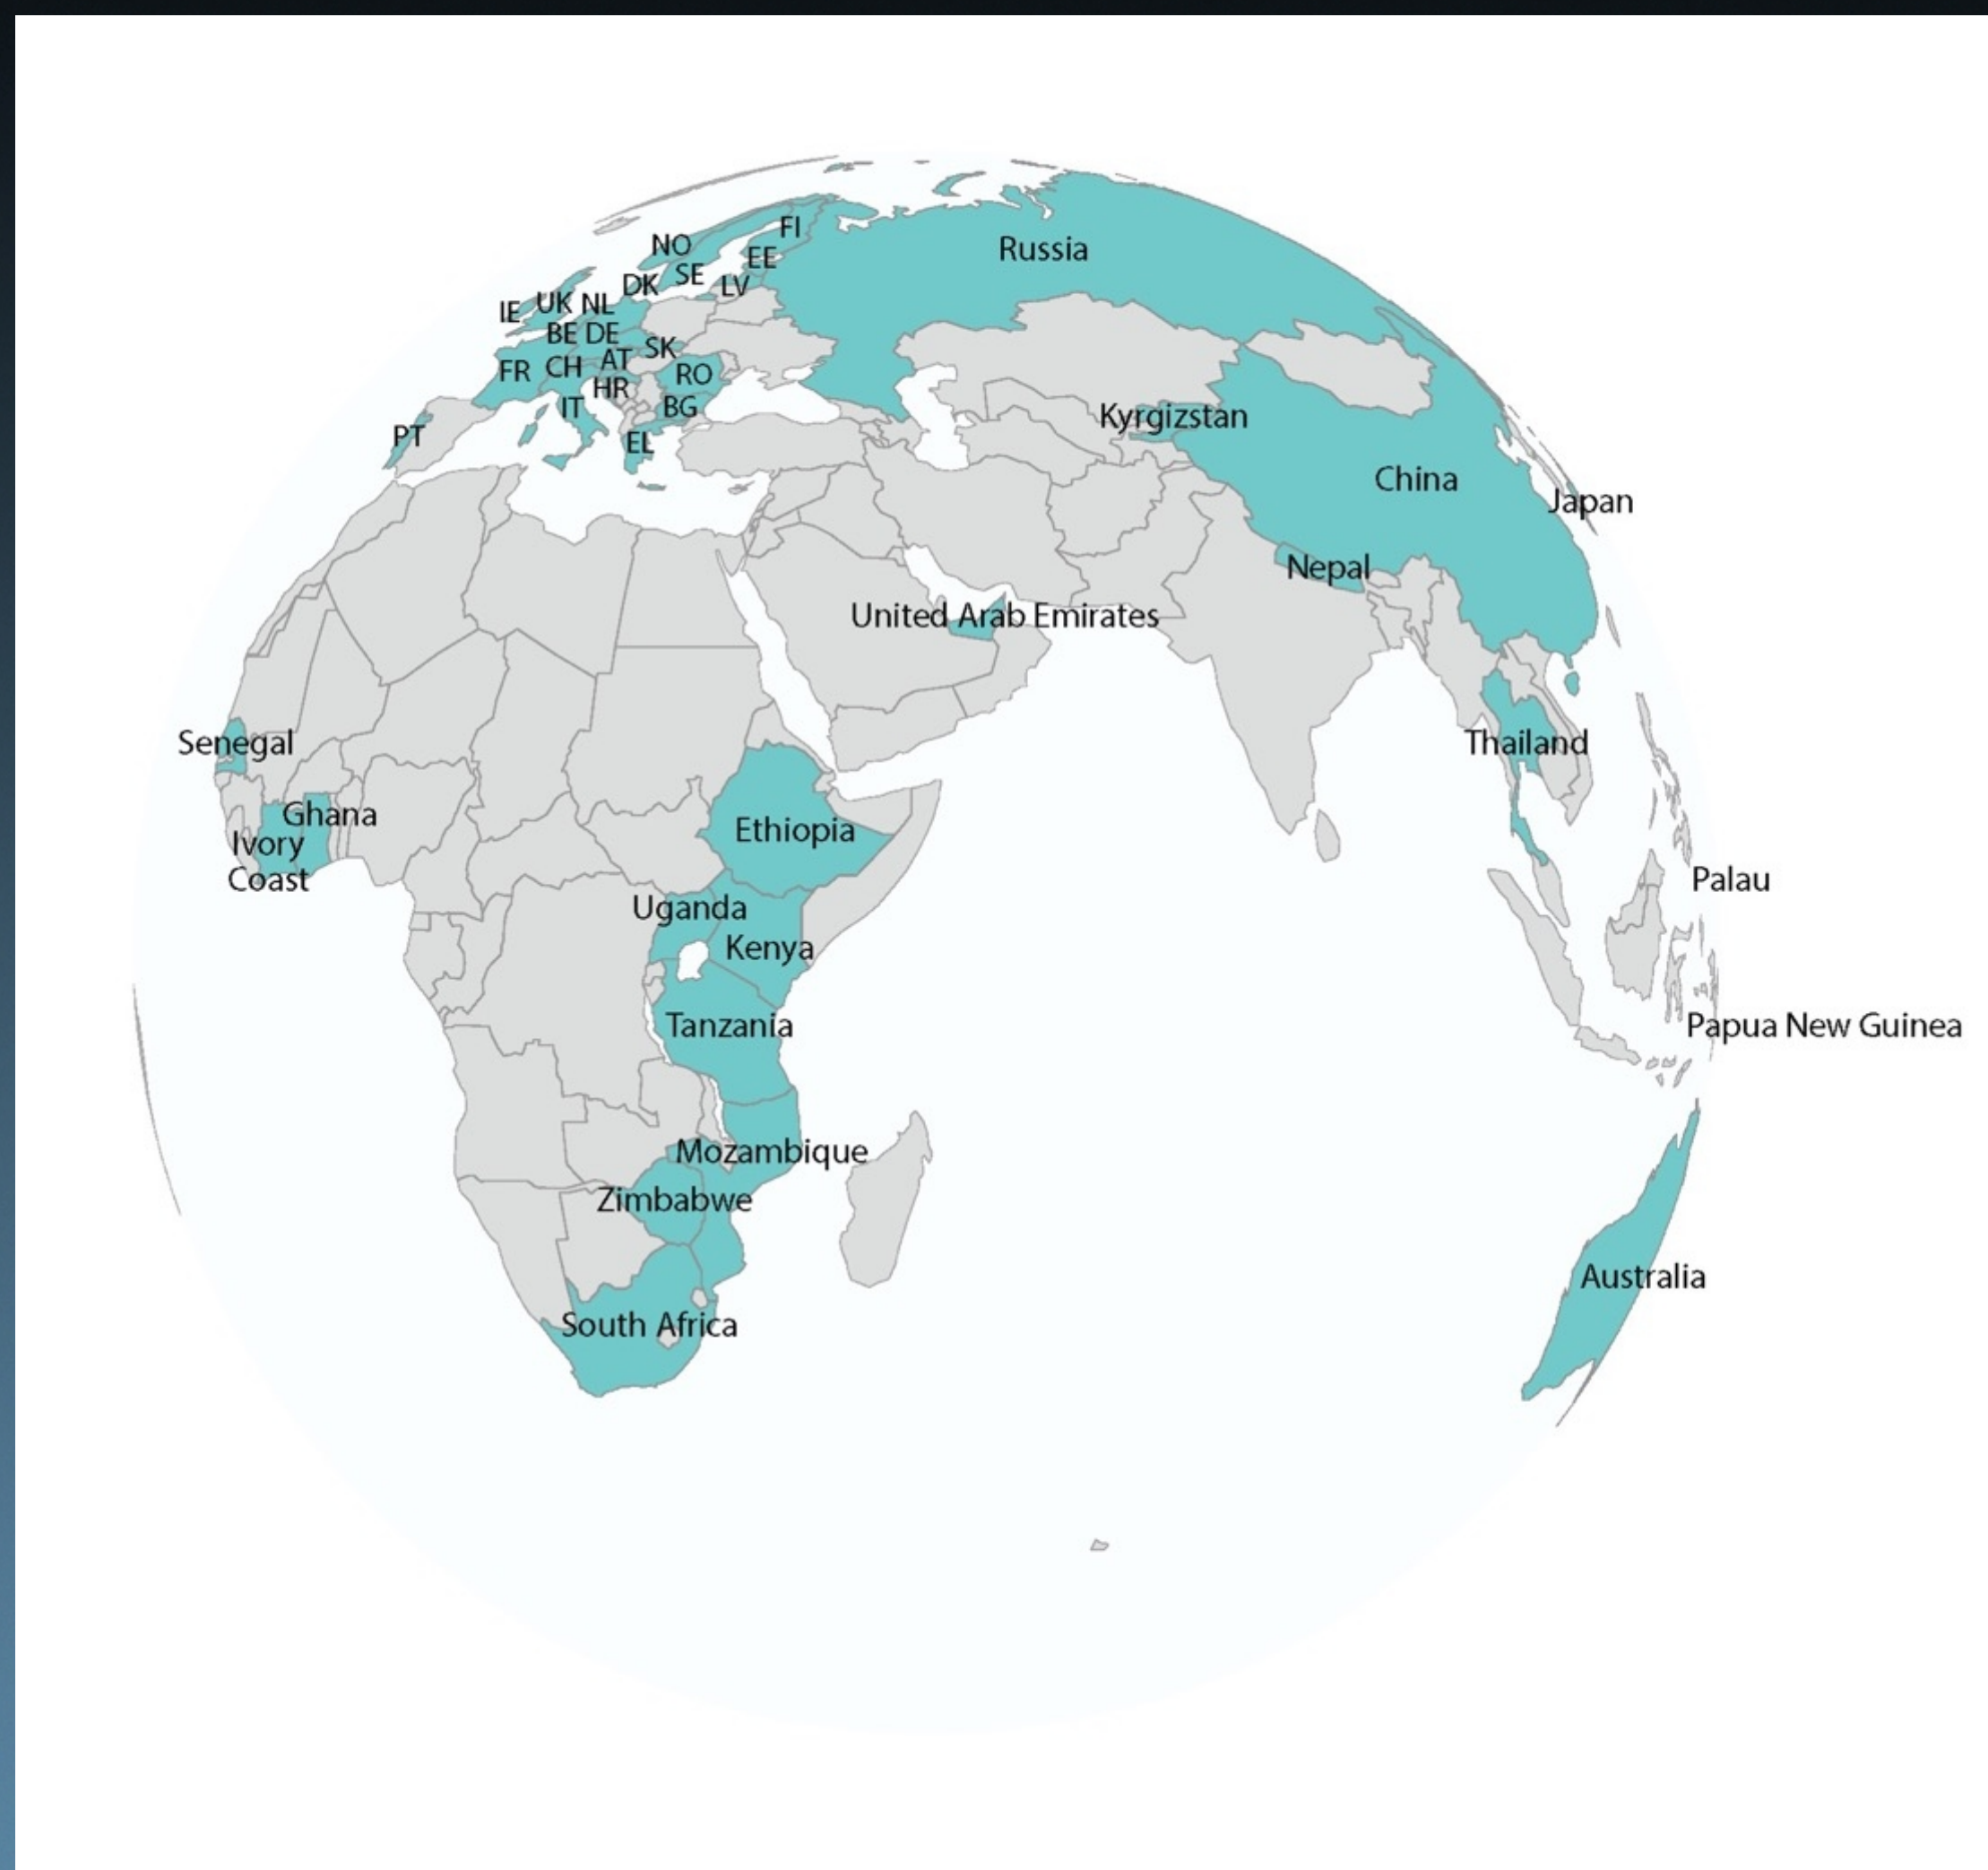 FI
NO
Russia
EE
SE
DK
LV
UK
NL
IE
BE
DE
SK
AT
CH
FR
RO
HR
IT
BG
Kyrgizstan
PT
EL
China
Japan
Nepal
United Arab Emirates
Senegal
Thailand
Ghana
Ethiopia
Ivory
Coast
Palau
Uganda
Kenya
Tanzania
Papua New Guinea
Mozambique
Zimbabwe
Australia
South Africa